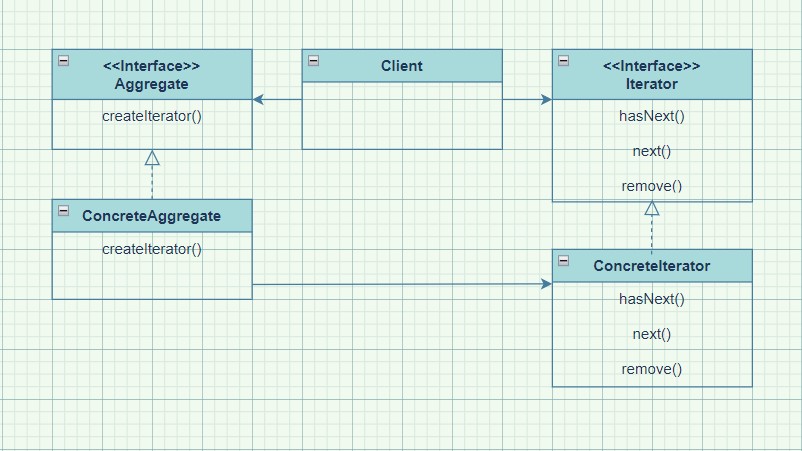 <<Interface>>
Aggregate
createIterator()
Client
<<Interface>>
Iterator
hasNext()
next()
remove()
ConcreteAggregate
createIterator()
ConcreteIterator
hasNext()
next()
remove()